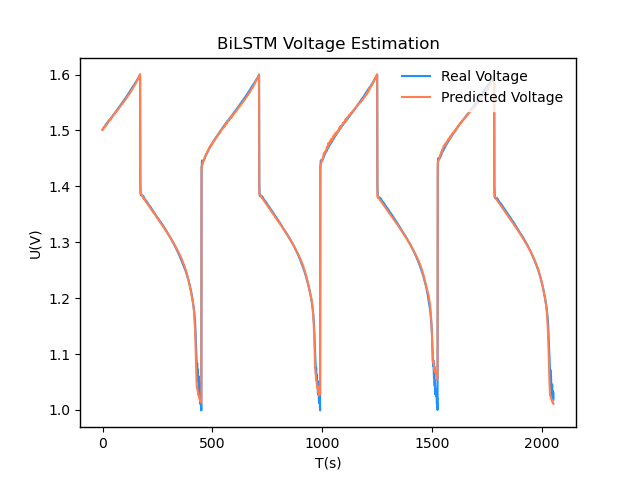 BiLSTM Voltage Estimation
Real Voltage
Predicted Voltage
U(V)
1.6
1.5
1.4
1.3
1.2
1.1
1.0
0 500 1000 1500 2000
T(s)